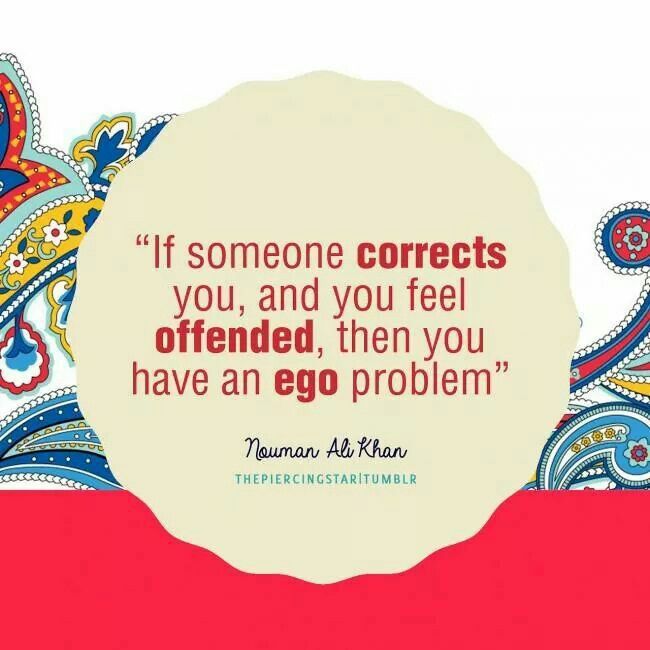 “If someone corrects
you, and you feel
offended, then you
have an ego problem”
Nouman Ali Khan
THEPIERCINGSTAR|TUMBLR